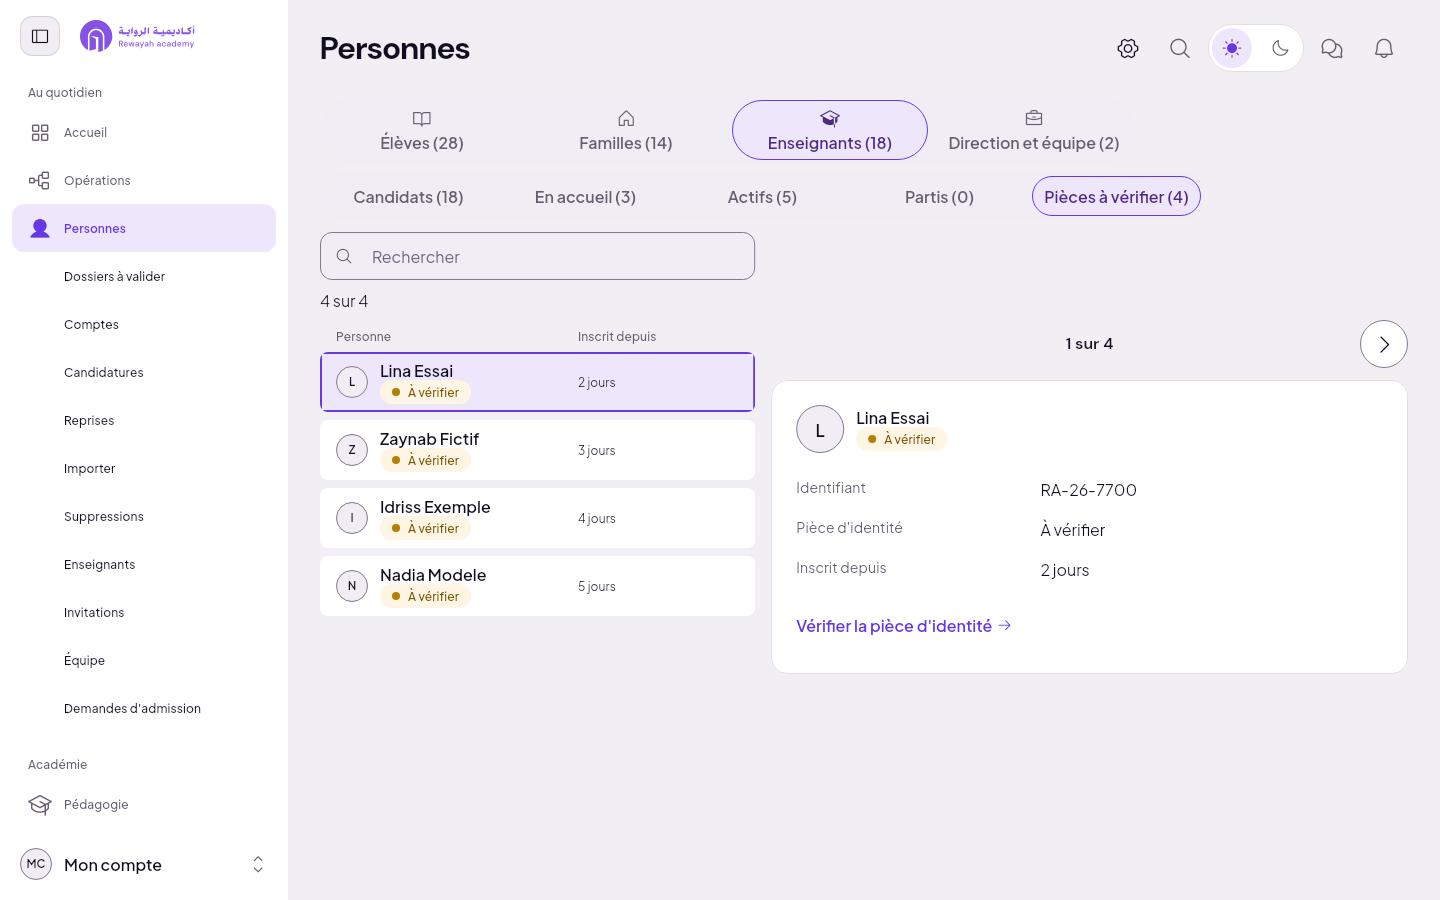 أكاديمية الرواية
Rewayah academy
Au quotidien
Accueil
Opérations
Personnes
Dossiers à valider
Comptes
Candidatures
Reprises
Importer
Suppressions
Enseignants
Invitations
Équipe
Demandes d'admission
Académie
Pédagogie
MC Mon compte
Personnes
Élèves (28) Familles (14) Enseignants (18) Direction et équipe (2)
Candidats (18) En accueil (3) Actifs (5) Partis (0) Pièces à vérifier (4)
Rechercher
4 sur 4
Personne Inscrit depuis
L Lina Essai 2 jours
À vérifier
Z Zaynab Fictif 3 jours
À vérifier
I Idriss Exemple 4 jours
À vérifier
N Nadia Modele 5 jours
À vérifier
1 sur 4
L Lina Essai
À vérifier
Identifiant RA-26-7700
Pièce d'identité À vérifier
Inscrit depuis 2 jours
Vérifier la pièce d'identité